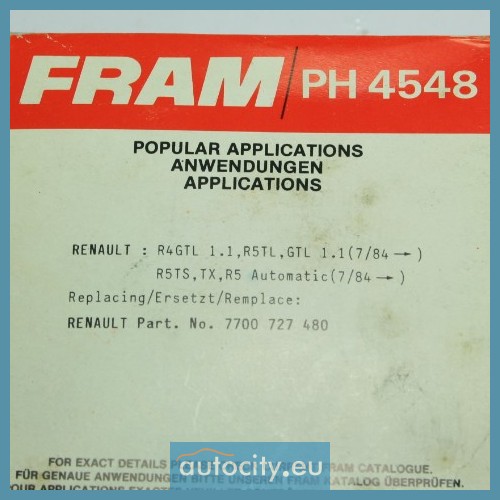 FRAM/PH 4548
POPULAR APPLICATIONS
ANWENDUNGEN
APPLICATIONS
RENAULT : R4GTL 1.1,R5TL,GTL 1.1(7/84→)
R5TS,TX,R5 Automatic(7/84→)
Replacing/Ersetzt/Remplace:
RENAULT Part. No. 7700 727 480
FOR EXACT DETAILS FRAM CATALOGUE.
FÜR GENAUE ANWENDUNGEN BITTE UNSEREN FRAM KATALOG ÜBERPRÜFEN.
autocity.eu
POUR APPLICATIONS